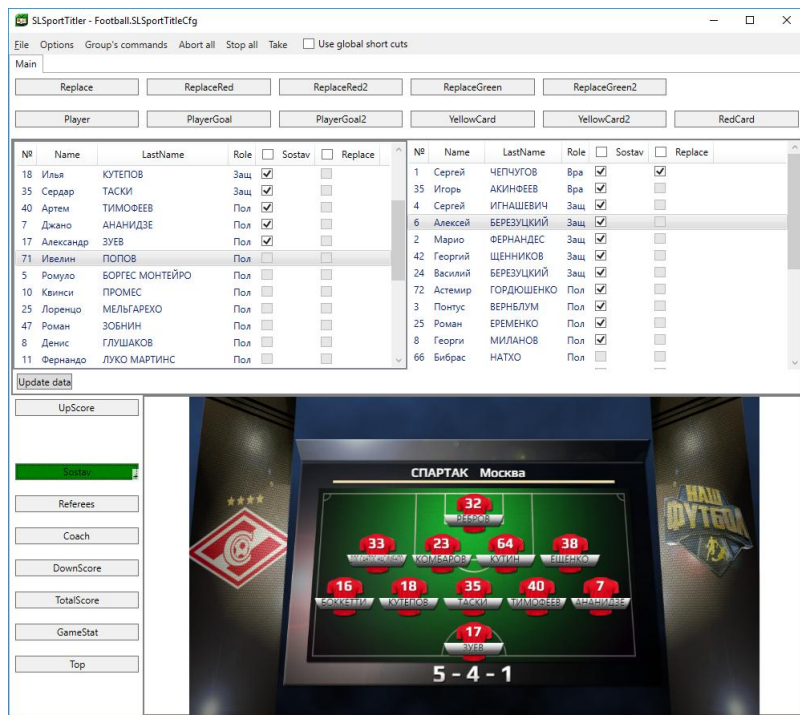 SLSportTitler - Football.SLSportTitleCfg
File Options Group's commands Abort all Stop all Take Use global short cuts
Main
Replace ReplaceRed ReplaceRed2 ReplaceGreen ReplaceGreen2
Player PlayerGoal PlayerGoal2 YellowCard YellowCard2 RedCard
№ Name LastName Role Sostav Replace
18 Илья КУТЕПОВ Защ
35 Сердар ТАСКИ Защ
40 Артем ТИМОФЕЕВ Пол
7 Джано АНАНИДЗЕ Пол
17 Александр ЗУЕВ Пол
71 Ивелин ПОПОВ Пол
5 Ромуло БОРГЕС МОНТЕЙРО Пол
10 Квинси ПРОМЕС Пол
25 Лоренцо МЕЛЬГАРЕХО Пол
47 Роман ЗОБНИН Пол
8 Денис ГЛУШАКОВ Пол
11 Фернандо ЛУКО МАРТИНС Пол
№ Name LastName Role Sostav Replace
1 Сергей ЧЕПЧУГОВ Вра
35 Игорь АКИНФЕЕВ Вра
4 Сергей ИГНАШЕВИЧ Защ
6 Алексей БЕРЕЗУЦКИЙ Защ
2 Марио ФЕРНАНДЕС Защ
42 Георгий ЩЕННИКОВ Защ
24 Василий БЕРЕЗУЦКИЙ Защ
72 Астемир ГОРДЮШЕНКО Пол
3 Понтус ВЕРНБЛУМ Пол
25 Роман ЕРЕМЕНКО Пол
8 Георги МИЛАНОВ Пол
66 Бибрас НАТХО Пол
Update data
UpScore
Sostav
Referees
Coach
DownScore
TotalScore
GameStat
Top
СПАРТАК Москва
32
РЕБРОВ
33 23 64 38
КОМБАРОВ КУТИН ЕЩЕНКО
16 18 35 40 7
БОККЕТТИ КУТЕПОВ ТАСКИ ТИМОФЕЕВ АНАНИДЗЕ
17
ЗУЕВ
5 - 4 - 1
НАШ
ФУТБОЛ